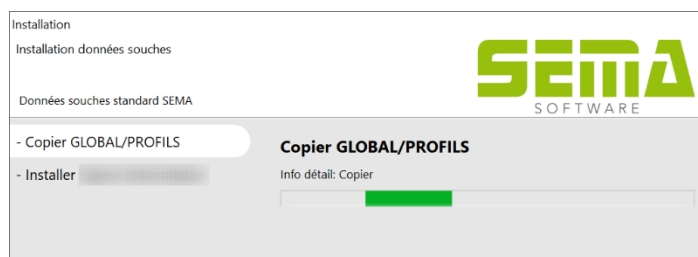 Installation
Installation données souches
SEMA
SOFTWARE
Données souches standard SEMA
- Copier GLOBAL/PROFILS
- Installer
Copier GLOBAL/PROFILS
Info détail: Copier